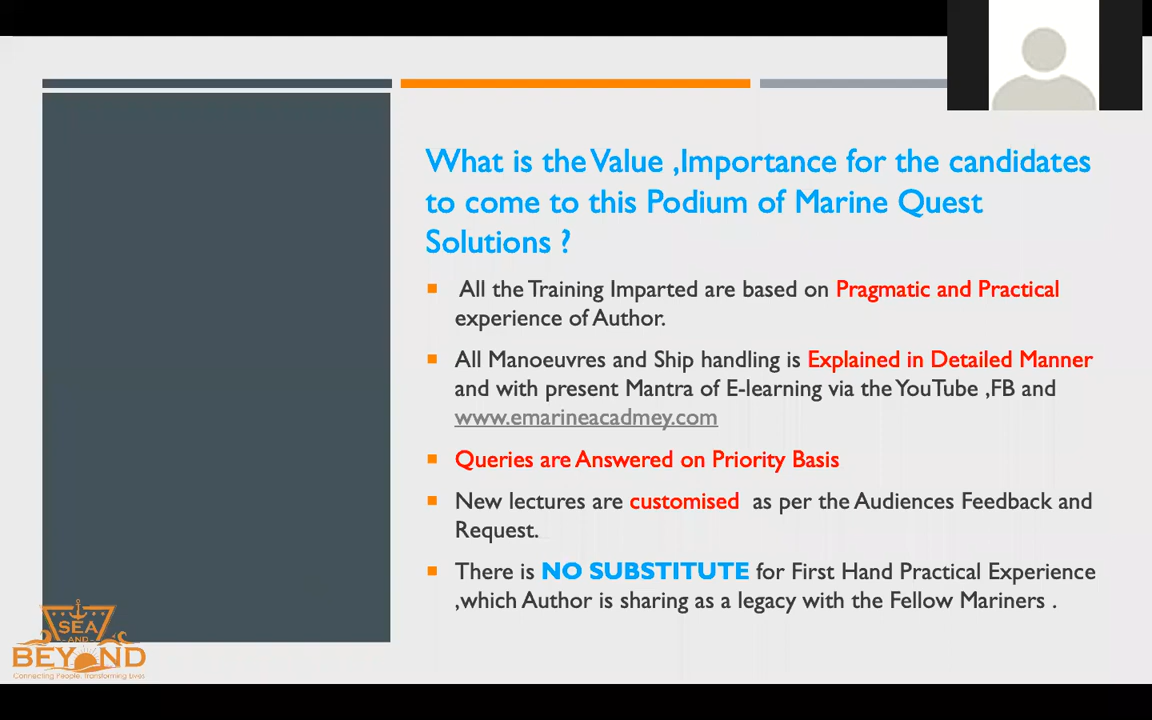 What is the Value ,Importance for the candidates
to come to this Podium of Marine Quest
Solutions ?
All the Training Imparted are based on Pragmatic and Practical
experience of Author.
All Manoeuvres and Ship handling is Explained in Detailed Manner
and with present Mantra of E-learning via the YouTube ,FB and
www.emarineacadmey.com
Queries are Answered on Priority Basis
New lectures are customised as per the Audiences Feedback and
Request.
There is NO SUBSTITUTE for First Hand Practical Experience
,which Author is sharing as a legacy with the Fellow Mariners .
SEA
AND
BEYOND
Connecting People, Transforming lives